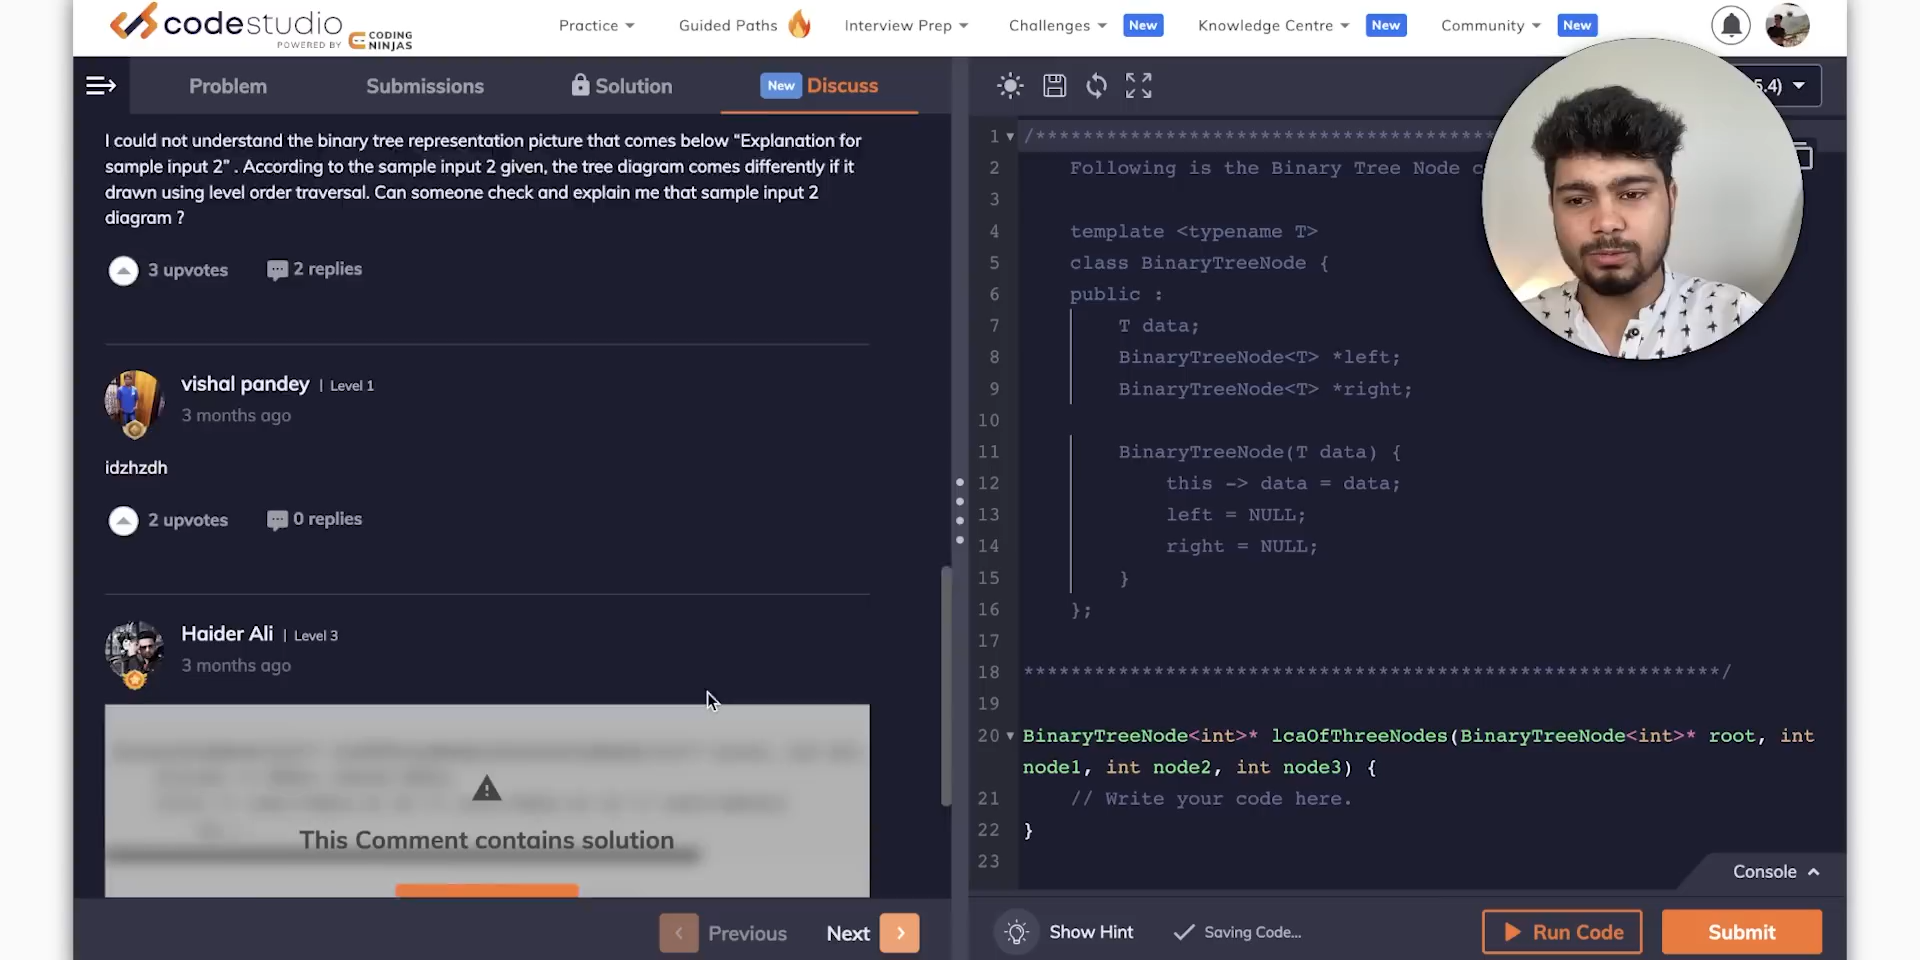 codestudio
POWERED BY CODING NINJAS
Practice
Guided Paths
Interview Prep
Challenges
New
Knowledge Centre
New
Community
New
Problem
Submissions
Solution
New Discuss
I could not understand the binary tree representation picture that comes below “Explanation for
sample input 2” . According to the sample input 2 given, the tree diagram comes differently if it
drawn using level order traversal. Can someone check and explain me that sample input 2
diagram ?
3 upvotes
2 replies
vishal pandey | Level 1
3 months ago
idzhzdh
2 upvotes
0 replies
Haider Ali | Level 3
3 months ago
This Comment contains solution
Previous
Next
5.4)
1 /***************************************
2 Following is the Binary Tree Node c
3
4 template <typename T>
5 class BinaryTreeNode {
6 public :
7 T data;
8 BinaryTreeNode<T> *left;
9 BinaryTreeNode<T> *right;
10
11 BinaryTreeNode(T data) {
12 this -> data = data;
13 left = NULL;
14 right = NULL;
15 }
16 };
17
18 ***********************************************************/
19
20 BinaryTreeNode<int>* lcaOfThreeNodes(BinaryTreeNode<int>* root, int
node1, int node2, int node3) {
21 // Write your code here.
22 }
23
Console
Show Hint
Saving Code...
Run Code
Submit